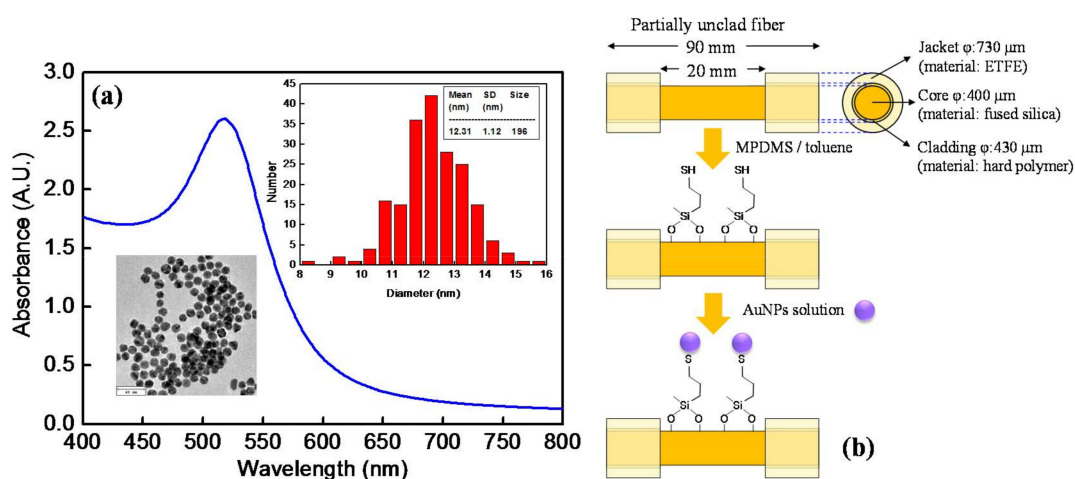 (a)
Absorbance (A.U.)
3.0
2.5
2.0
1.5
1.0
0.5
0.0
400 450 500 550 600 650 700 750 800
Wavelength (nm)
Number
45
40
35
30
25
20
15
10
5
0
8 9 10 11 12 13 14 15 16
Diameter (nm)
Mean SD Size
(nm) (nm)
12.31 1.12 196
Partially unclad fiber
90 mm
20 mm
Jacket φ:730 μm
(material: ETFE)
Core φ:400 μm
(material: fused silica)
Cladding φ:430 μm
(material: hard polymer)
MPDMS / toluene
SH SH
Si Si
O O O O
AuNPs solution
S S
Si Si
O O O O
(b)